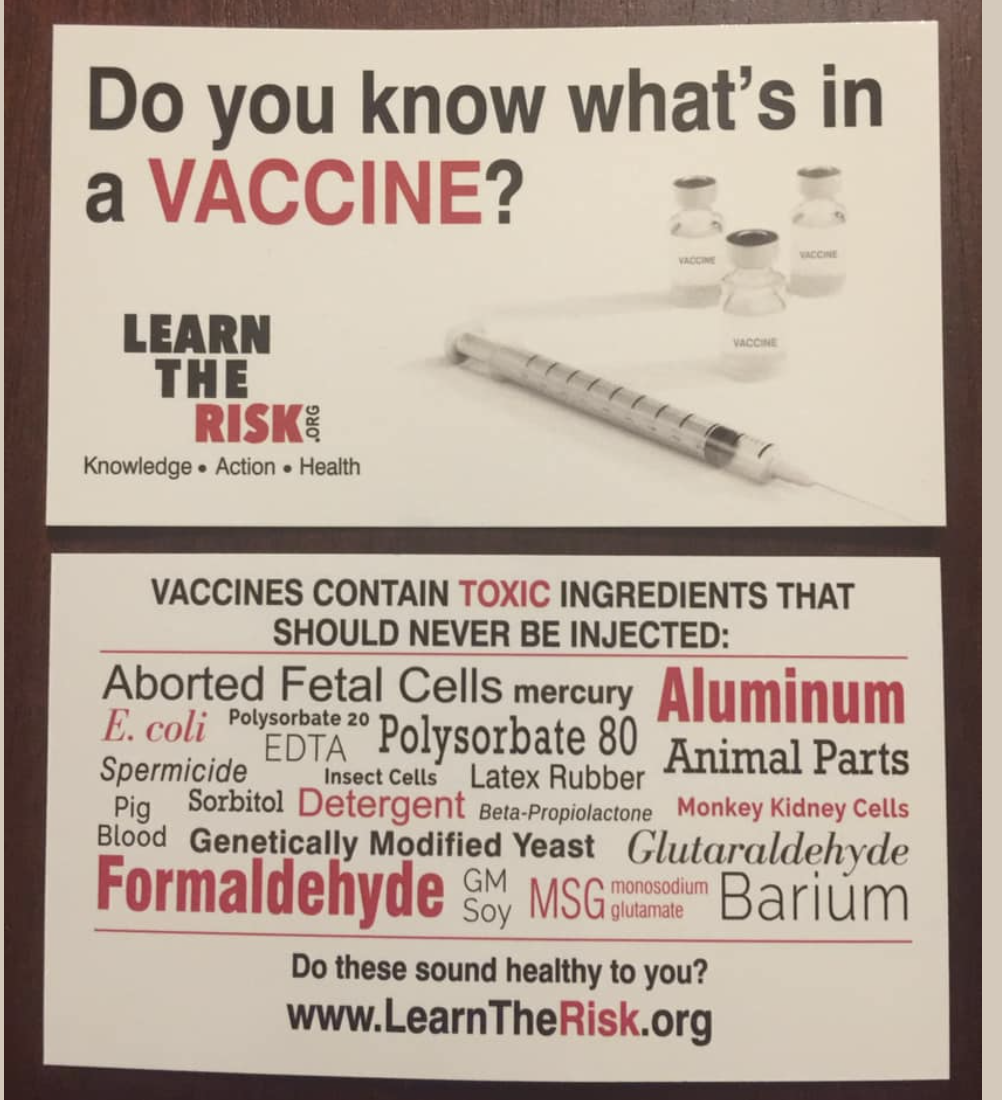 Do you know what's in
a VACCINE?
VACCINE
VACCINE
VACCINE
LEARN
THE
RISK.ORG
Knowledge • Action • Health
VACCINES CONTAIN TOXIC INGREDIENTS THAT
SHOULD NEVER BE INJECTED:
Aborted Fetal Cells mercury Aluminum
E. coli Polysorbate 20 Polysorbate 80
EDTA Animal Parts
Spermicide Insect Cells Latex Rubber
Pig Sorbitol Detergent Beta-Propiolactone Monkey Kidney Cells
Blood Genetically Modified Yeast Glutaraldehyde
Formaldehyde GM MSG monosodium Barium
Soy glutamate
Do these sound healthy to you?
www.LearnTheRisk.org